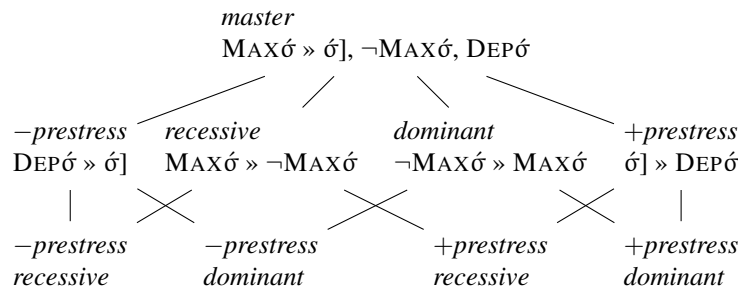 master
MAXσ́ » σ́], ¬MAXσ́, DEPσ́
−prestress recessive dominant +prestress
DEPσ́ » σ́] MAXσ́ » ¬MAXσ́ ¬MAXσ́ » MAXσ́ σ́] » DEPσ́
−prestress −prestress +prestress +prestress
recessive dominant recessive dominant